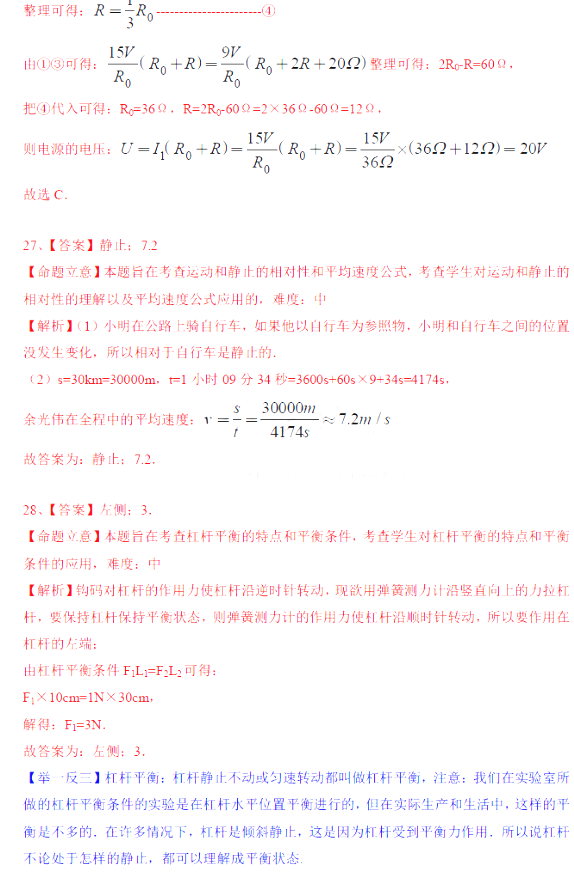 整理可得：R=1/3R₀-----------------------④
由①③可得：15V/R₀(R₀+R)=9V/R₀(R₀+2R+20Ω)整理可得：2R₀-R=60Ω，
把④代入可得：R₀=36Ω，R=2R₀-60Ω=2×36Ω-60Ω=12Ω，
则电源的电压：U=I₁(R₀+R)=15V/R₀(R₀+R)=15V/36Ω×(36Ω+12Ω)=20V
故选 C．
27、【答案】静止；7.2
【命题立意】本题旨在考查运动和静止的相对性和平均速度公式，考查学生对运动和静止的
相对性的理解以及平均速度公式应用的，难度：中
【解析】（1）小明在公路上骑自行车，如果他以自行车为参照物，小明和自行车之间的位置
没发生变化，所以相对于自行车是静止的．
（2）s=30km=30000m，t=1 小时 09 分 34 秒=3600s+60s×9+34s=4174s，
余光伟在全程中的平均速度：v=s/t=30000m/4174s≈7.2m/s
故答案为：静止；7.2．
28、【答案】左侧；3．
【命题立意】本题旨在考查杠杆平衡的特点和平衡条件，考查学生对杠杆平衡的特点和平衡
条件的应用，难度：中
【解析】钩码对杠杆的作用力使杠杆沿逆时针转动，现欲用弹簧测力计沿竖直向上的力拉杠
杆，要保持杠杆保持平衡状态，则弹簧测力计的作用力使杠杆沿顺时针转动，所以要作用在
杠杆的左端；
由杠杆平衡条件 F₁L₁=F₂L₂可得：
F₁×10cm=1N×30cm，
解得：F₁=3N．
故答案为：左侧；3．
【举一反三】杠杆平衡：杠杆静止不动或匀速转动都叫做杠杆平衡，注意：我们在实验室所
做的杠杆平衡条件的实验是在杠杆水平位置平衡进行的，但在实际生产和生活中，这样的平
衡是不多的．在许多情况下，杠杆是倾斜静止，这是因为杠杆受到平衡力作用．所以说杠杆
不论处于怎样的静止，都可以理解成平衡状态．